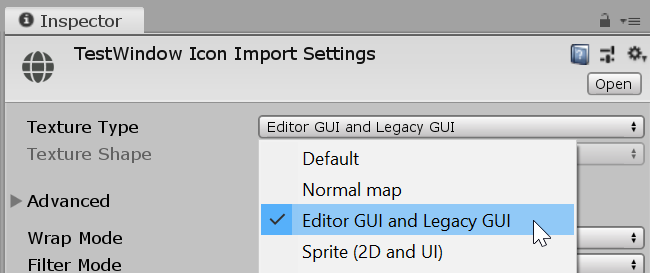 Inspector
TestWindow Icon Import Settings
Open
Texture Type
Editor GUI and Legacy GUI
Texture Shape
Default
Normal map
Advanced
Editor GUI and Legacy GUI
Wrap Mode
Sprite (2D and UI)
Filter Mode